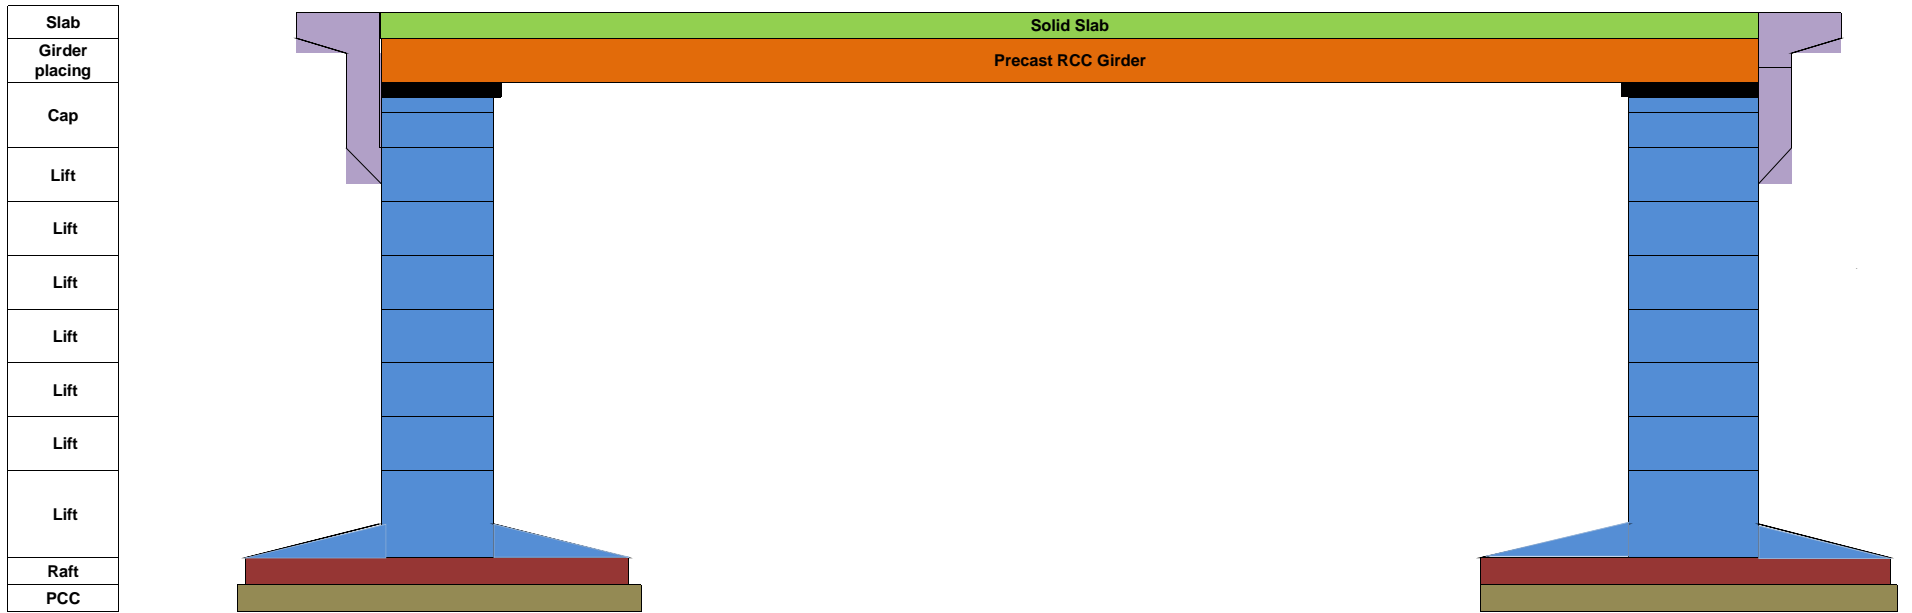 Slab
Solid Slab
Girder
placing
Precast RCC Girder
Cap
Lift
Lift
Lift
Lift
Lift
Lift
Lift
Raft
PCC